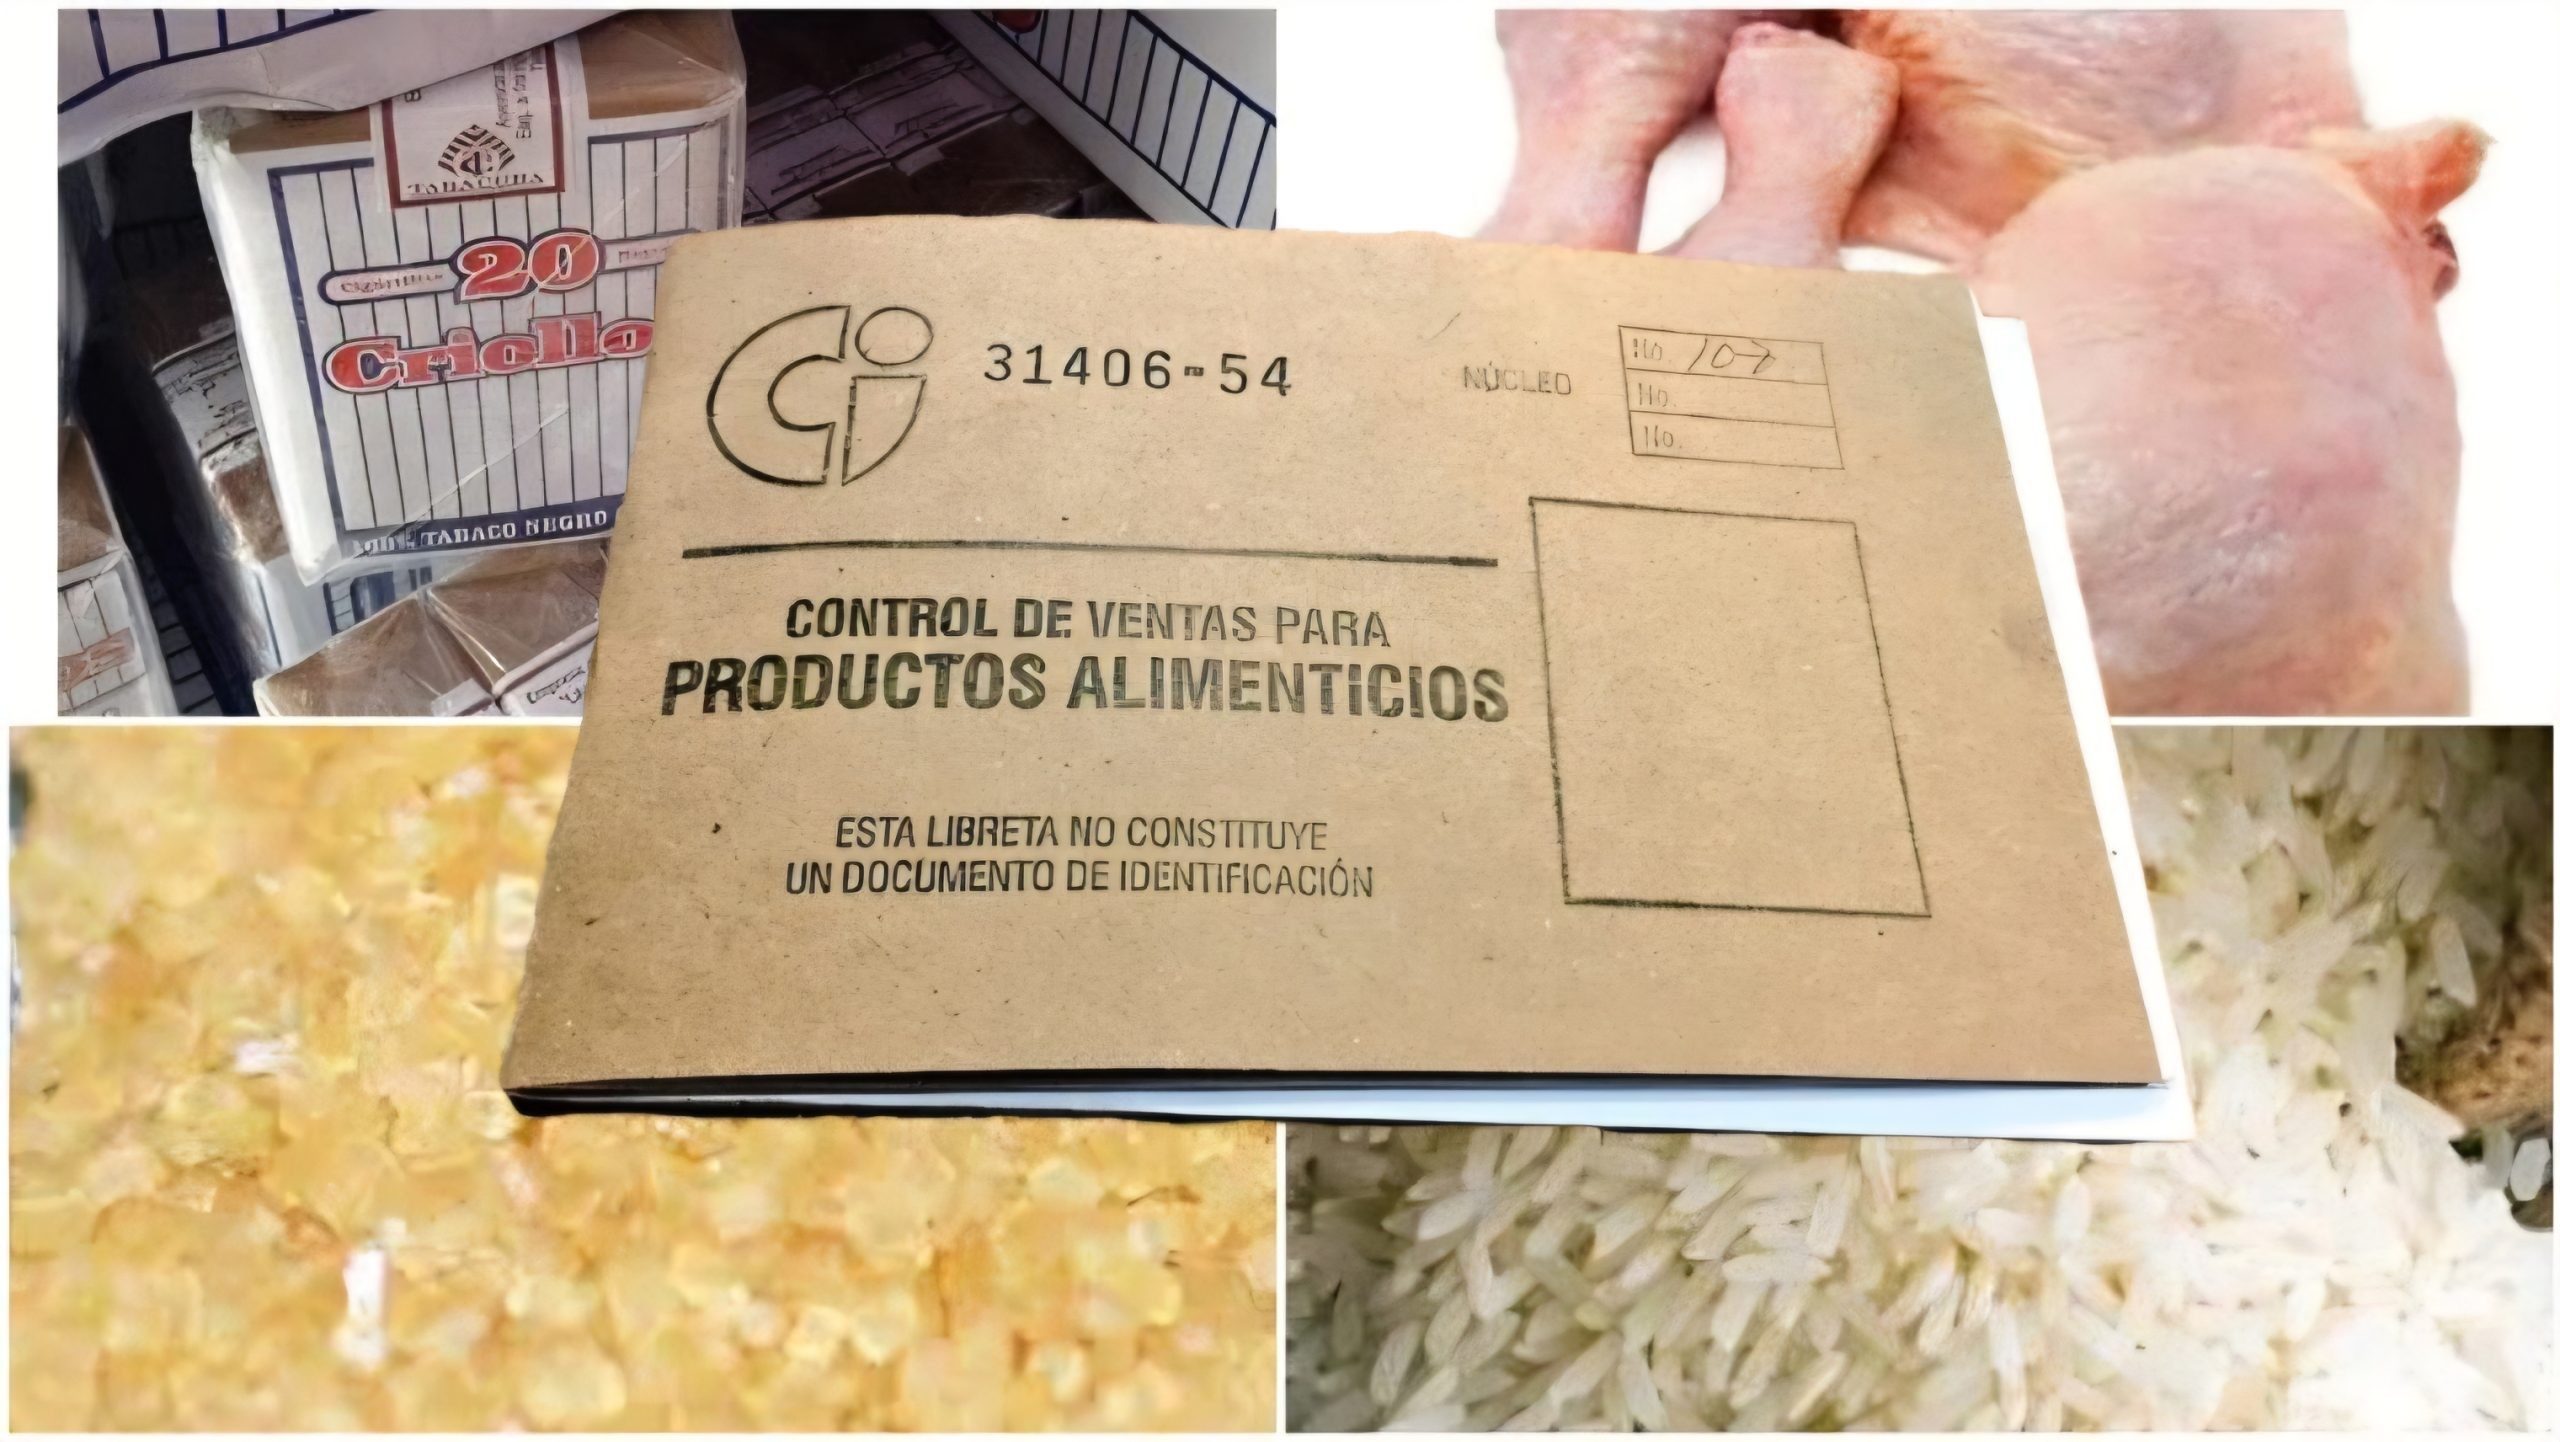 20
Criollo
TABACO NEGRO
Ci
31406-54
NÚCLEO
No. 107
No.
No.
CONTROL DE VENTAS PARA
PRODUCTOS ALIMENTICIOS
ESTA LIBRETA NO CONSTITUYE
UN DOCUMENTO DE IDENTIFICACIÓN